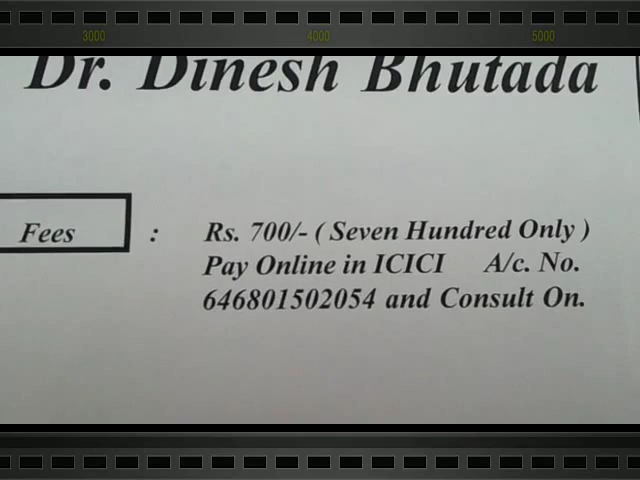 3000 4000 5000
Dr. Dinesh Bhutada
Fees : Rs. 700/- ( Seven Hundred Only )
Pay Online in ICICI A/c. No.
646801502054 and Consult On.